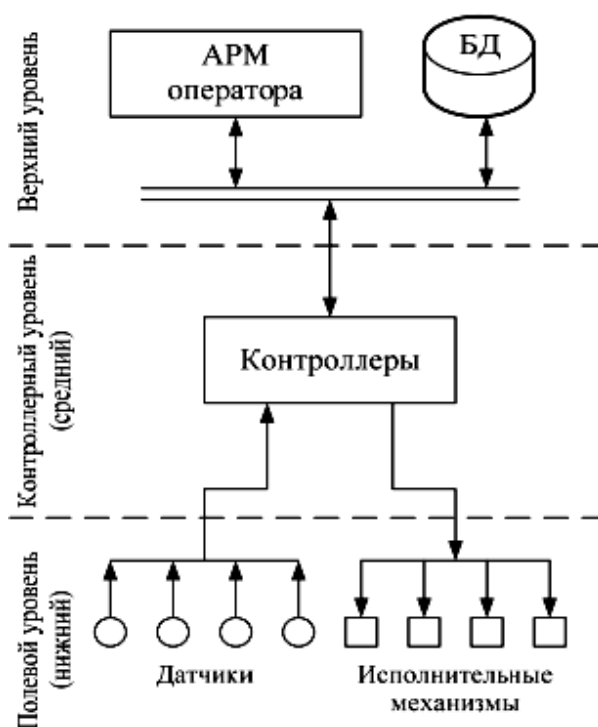 Верхний уровень
АРМ
оператора
БД
Контроллерный уровень
(средний)
Контроллеры
Полевой уровень
(нижний)
Датчики
Исполнительные
механизмы